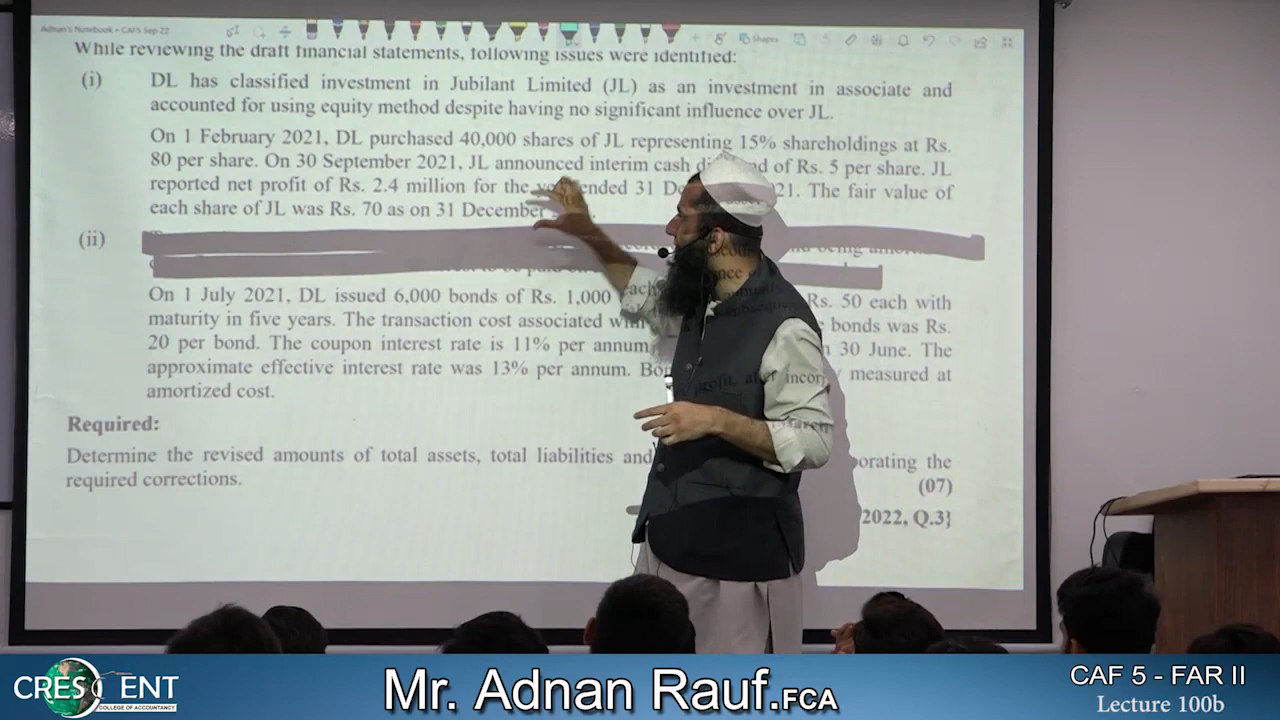 Adnan's Notebook • CAF5 Sep 22
Shapes
While reviewing the draft financial statements, following issues were identified:
(i) DL has classified investment in Jubilant Limited (JL) as an investment in associate and
accounted for using equity method despite having no significant influence over JL.
On 1 February 2021, DL purchased 40,000 shares of JL representing 15% shareholdings at Rs.
80 per share. On 30 September 2021, JL announced interim cash of Rs. 5 per share. JL
reported net profit of Rs. 2.4 million for the ended 31 The fair value of
each share of JL was Rs. 70 as on 31 December
(ii)
On 1 July 2021, DL issued 6,000 bonds of Rs. 1,000 each Rs. 50 each with
maturity in five years. The transaction cost associated bonds was Rs.
20 per bond. The coupon interest rate is 11% per annum 30 June. The
approximate effective interest rate was 13% per annum. measured at
amortized cost.
Required:
Determine the revised amounts of total assets, total liabilities and profit, after incorporating the
required corrections. (07)
2022, Q.3}
CRESCENT
COLLEGE OF ACCOUNTANCY
Mr. Adnan Rauf.FCA
CAF 5 - FAR II
Lecture 100b